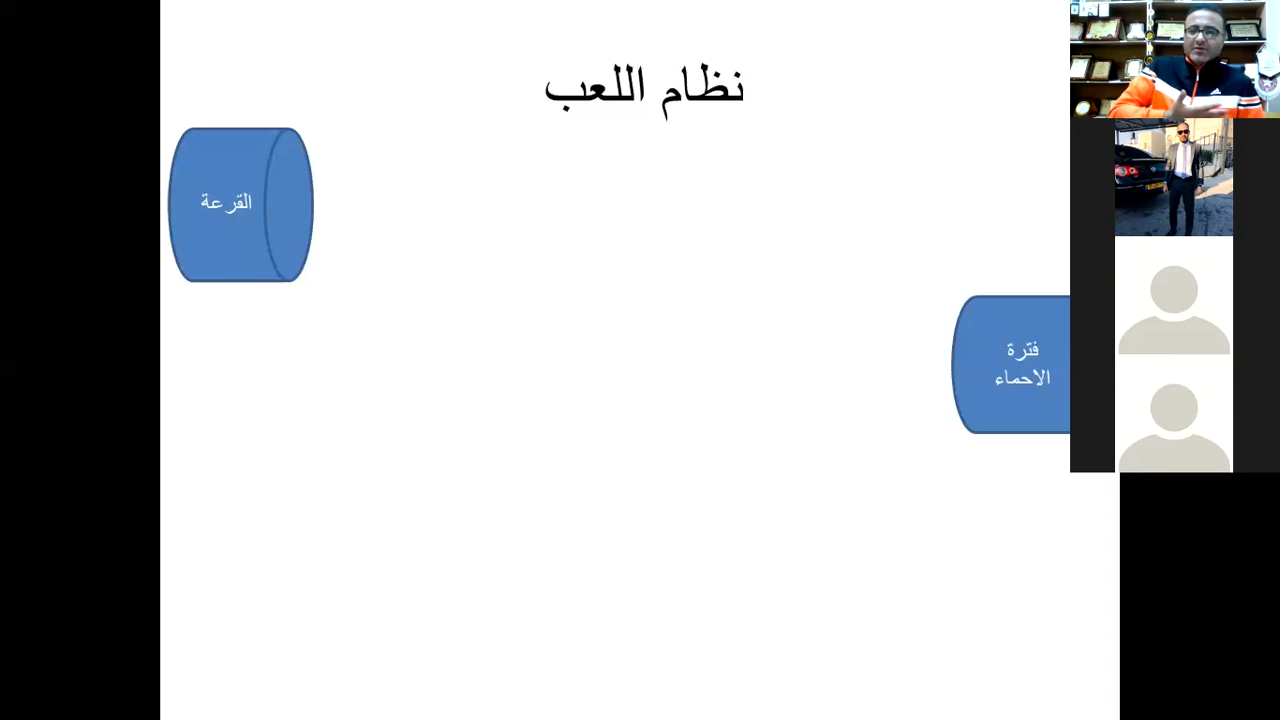 نظام اللعب
القرعة
فترة
الاحماء